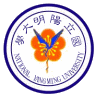 國立陽明大學
NATIONAL YANGMING UNIVERSITY